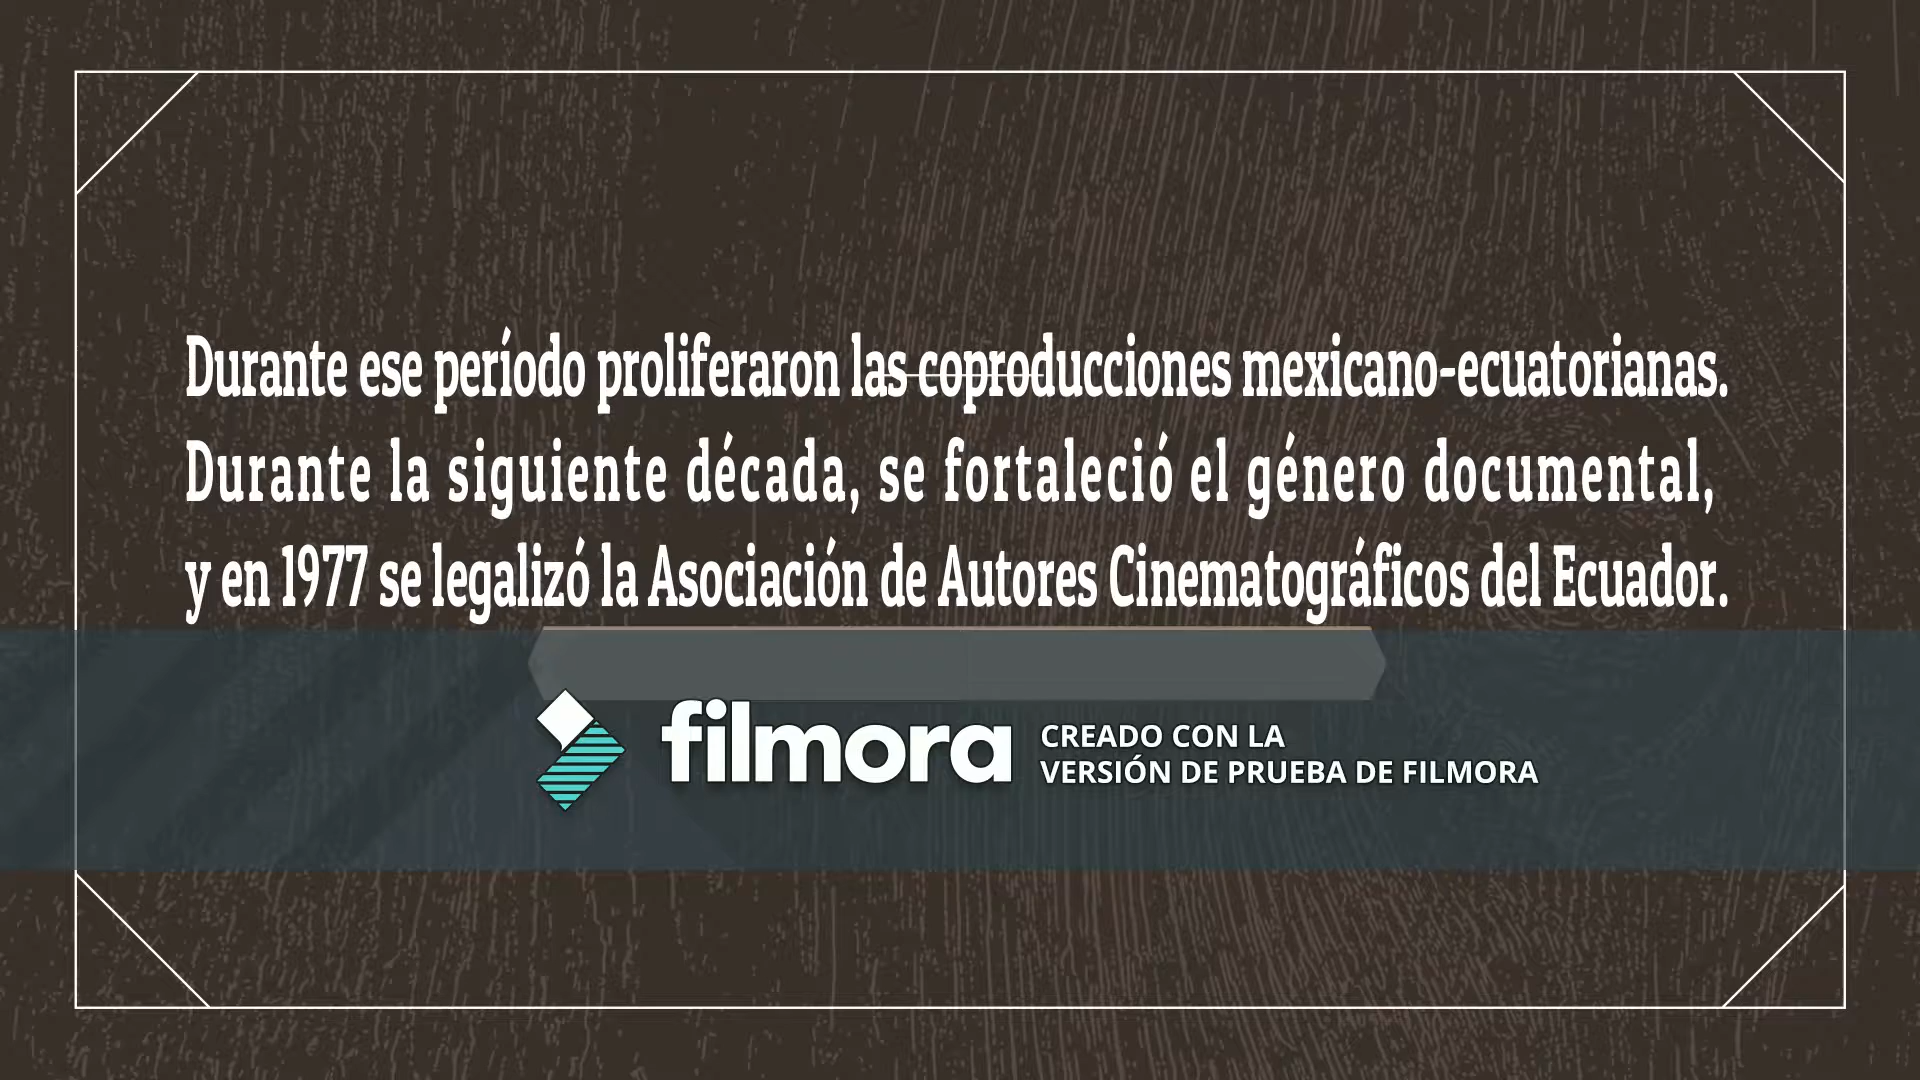 Durante ese período proliferaron las coproducciones mexicano-ecuatorianas.
Durante la siguiente década, se fortaleció el género documental,
y en 1977 se legalizó la Asociación de Autores Cinematográficos del Ecuador.
filmora
CREADO CON LA
VERSIÓN DE PRUEBA DE FILMORA